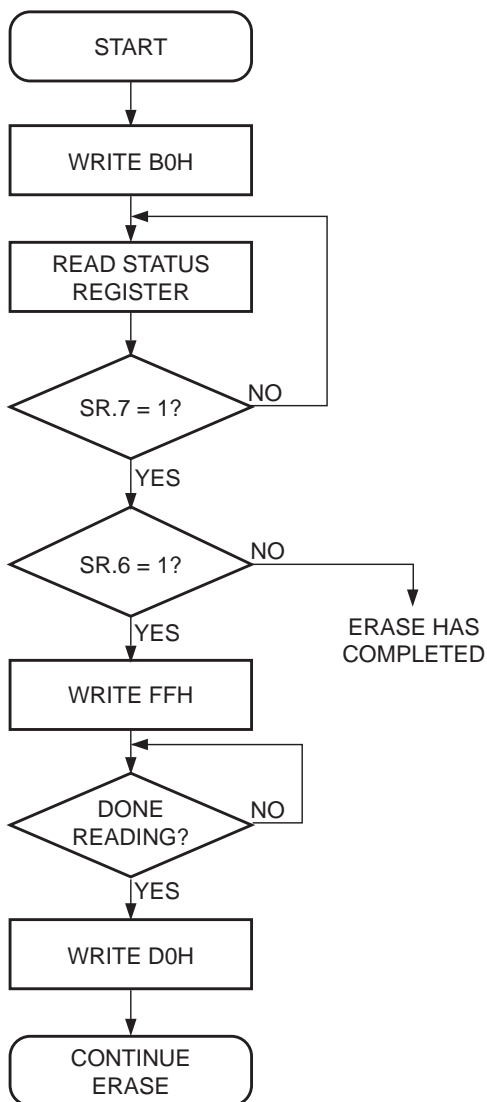 START
WRITE B0H
READ STATUS
REGISTER
SR.7 = 1?
NO
YES
SR.6 = 1?
NO
YES
ERASE HAS
COMPLETED
WRITE FFH
DONE
READING?
NO
YES
WRITE D0H
CONTINUE
ERASE